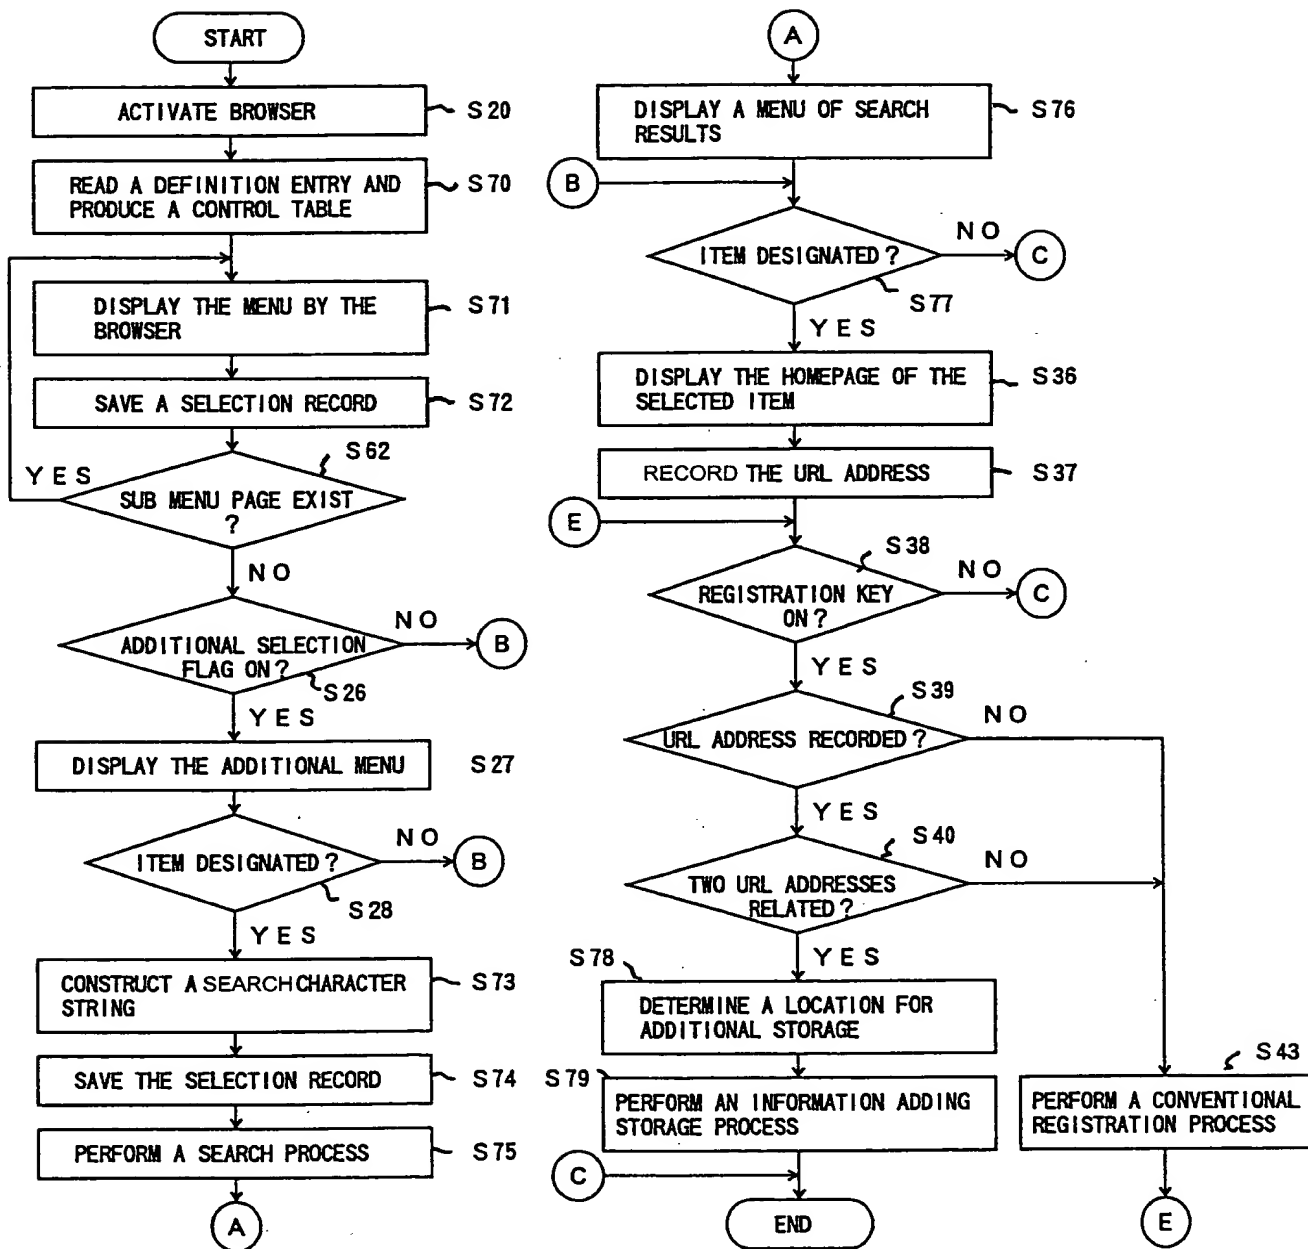 START
ACTIVATE BROWSER
S20
READ A DEFINITION ENTRY AND
PRODUCE A CONTROL TABLE
S70
DISPLAY THE MENU BY THE
BROWSER
S71
SAVE A SELECTION RECORD
S72
S62
YES
SUB MENU PAGE EXIST
?
NO
ADDITIONAL SELECTION
FLAG ON?
NO
B
S26
YES
DISPLAY THE ADDITIONAL MENU
S27
ITEM DESIGNATED?
NO
B
S28
YES
CONSTRUCT A SEARCH CHARACTER
STRING
S73
SAVE THE SELECTION RECORD
S74
PERFORM A SEARCH PROCESS
S75
A
A
DISPLAY A MENU OF SEARCH
RESULTS
S76
B
ITEM DESIGNATED?
NO
C
S77
YES
DISPLAY THE HOMEPAGE OF THE
SELECTED ITEM
S36
RECORD THE URL ADDRESS
S37
E
S38
REGISTRATION KEY
ON?
NO
C
YES
S39
URL ADDRESS RECORDED?
NO
YES
S40
TWO URL ADDRESSES
RELATED?
NO
YES
S78
DETERMINE A LOCATION FOR
ADDITIONAL STORAGE
S79
PERFORM AN INFORMATION ADDING
STORAGE PROCESS
C
END
S43
PERFORM A CONVENTIONAL
REGISTRATION PROCESS
E